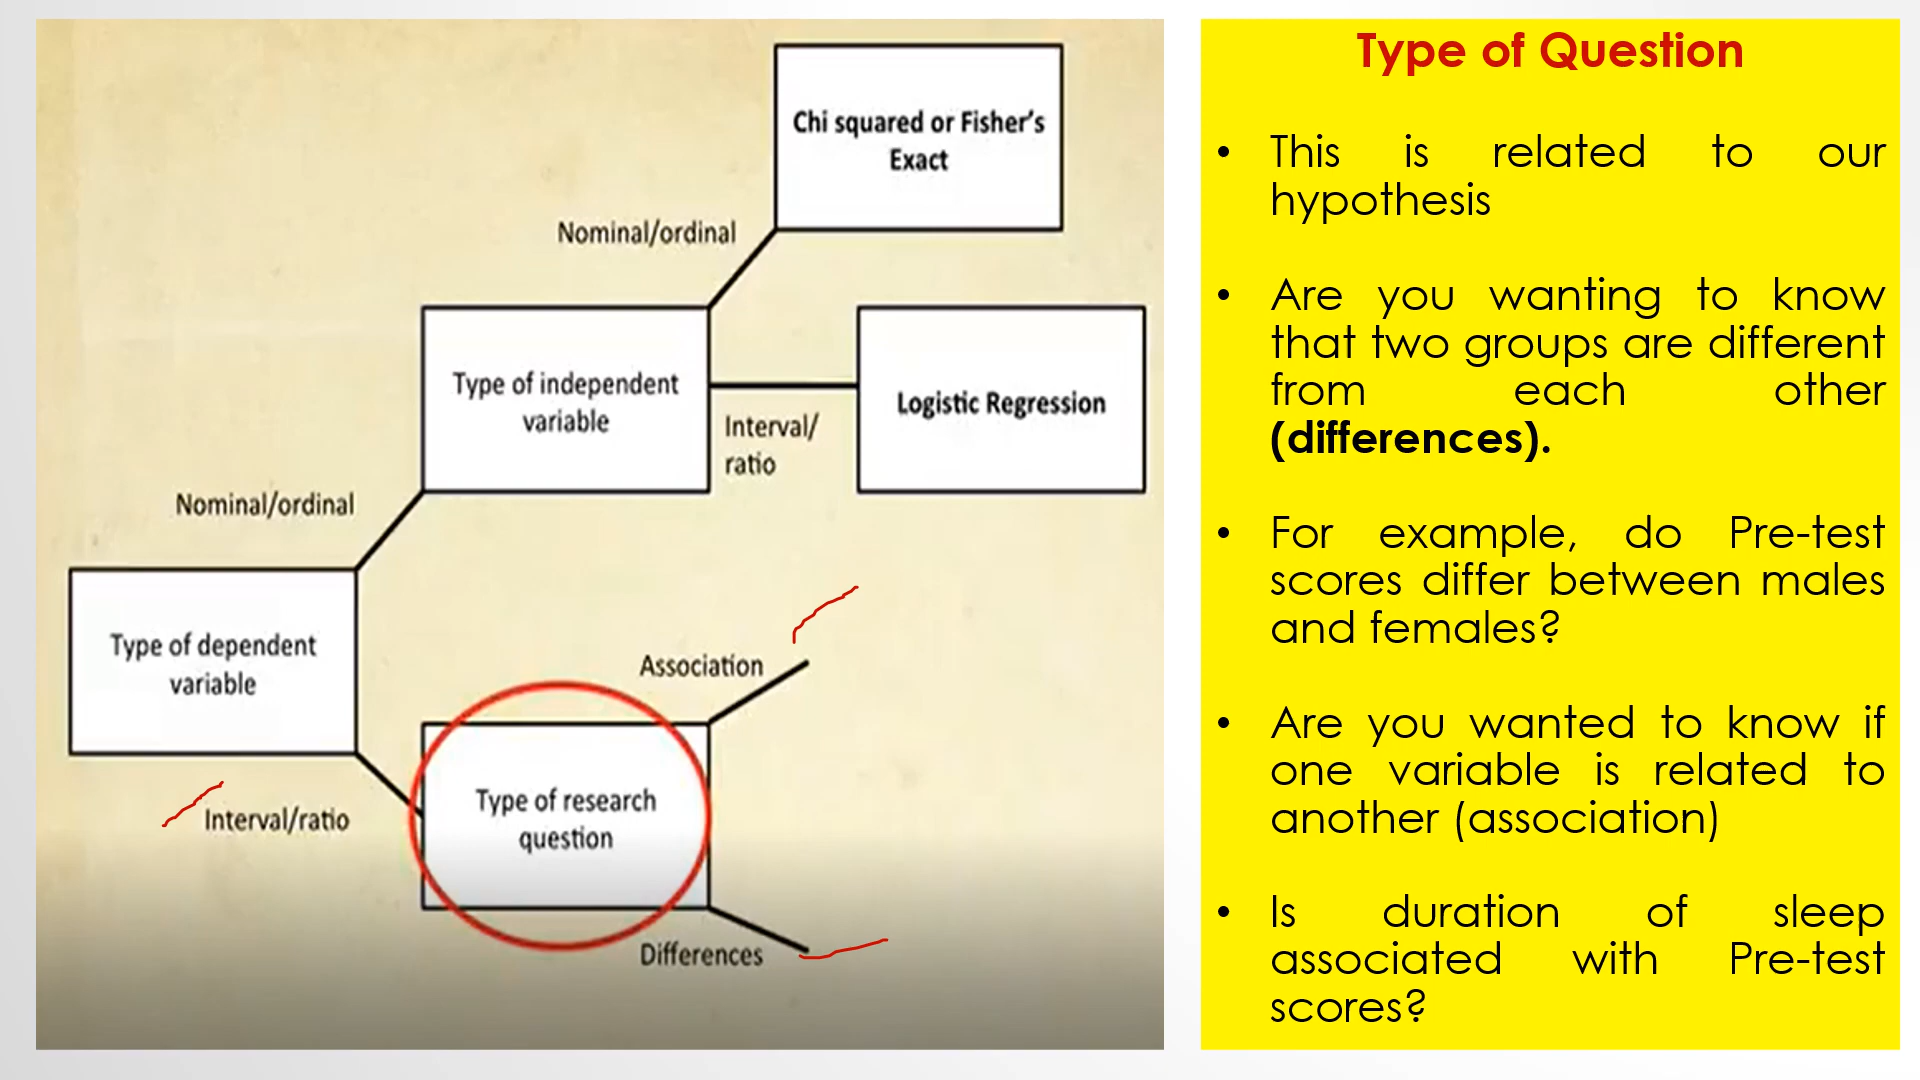 Chi squared or Fisher's
Exact
Nominal/ordinal
Type of independent
variable
Interval/
ratio
Logistic Regression
Nominal/ordinal
Type of dependent
variable
Association
Interval/ratio
Type of research
question
Differences
Type of Question
• This is related to our
hypothesis
• Are you wanting to know
that two groups are different
from each other
(differences).
• For example, do Pre-test
scores differ between males
and females?
• Are you wanted to know if
one variable is related to
another (association)
• Is duration of sleep
associated with Pre-test
scores?